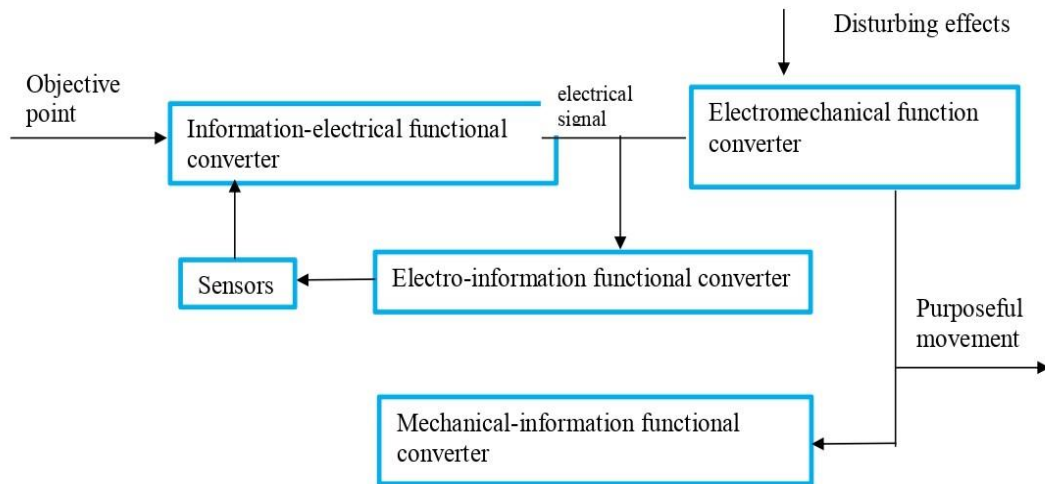 Disturbing effects
Objective
point
Information-electrical functional
converter
electrical
signal
Electromechanical function
converter
Sensors
Electro-information functional converter
Purposeful
movement
Mechanical-information functional
converter